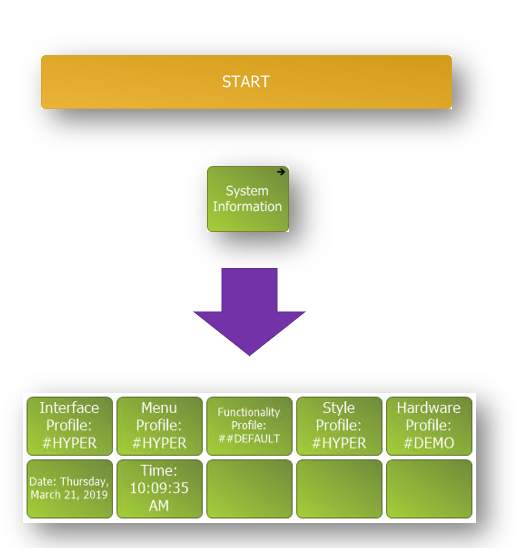 START
System
Information
Interface
Profile:
#HYPER
Menu
Profile:
#HYPER
Functionality
Profile:
##DEFAULT
Style
Profile:
#HYPER
Hardware
Profile:
#DEMO
Date: Thursday,
March 21, 2019
Time:
10:09:35
AM